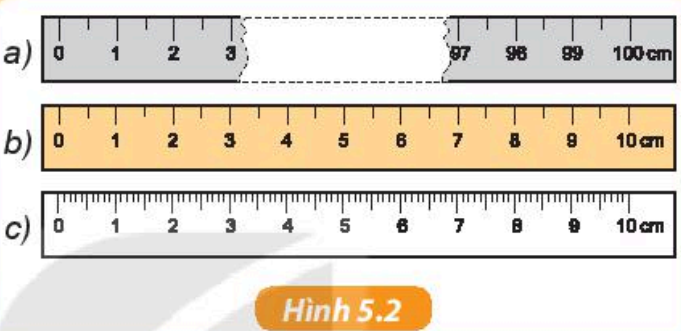 a) 0 1 2 3 97 98 99 100 cm
b) 0 1 2 3 4 5 6 7 8 9 10 cm
c) 0 1 2 3 4 5 6 7 8 9 10 cm
Hình 5.2